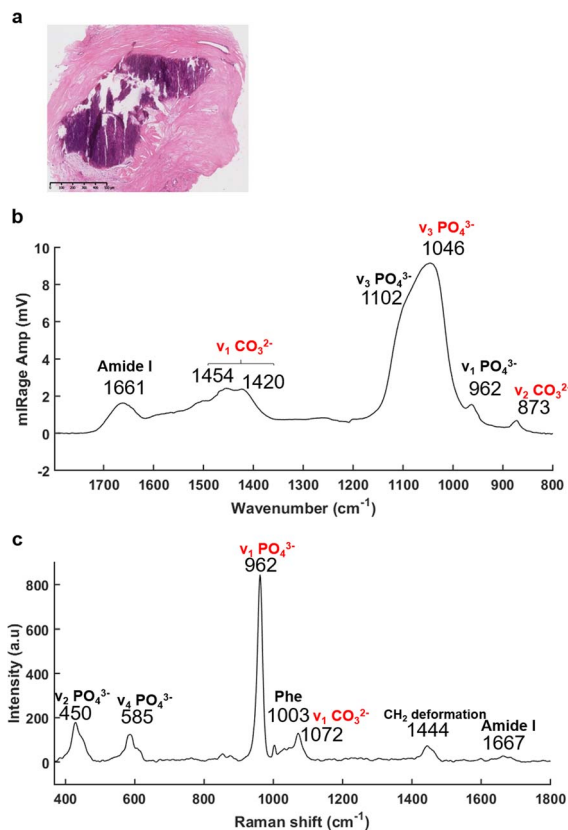 a
b
v₃ PO₄³⁻
1046
v₃ PO₄³⁻
1102
v₁ CO₃²⁻
1454 1420
Amide I
1661
v₁ PO₄³⁻
962
v₂ CO₃²⁻
873
mIRage Amp (mV)
10
8
6
4
2
0
-2
1700 1600 1500 1400 1300 1200 1100 1000 900 800
Wavenumber (cm⁻¹)
c
v₁ PO₄³⁻
962
v₂ PO₄³⁻
450
v₄ PO₄³⁻
585
Phe
1003
v₁ CO₃²⁻
1072
CH₂ deformation
1444
Amide I
1667
Intensity (a.u)
800
600
400
200
0
400 600 800 1000 1200 1400 1600 1800
Raman shift (cm⁻¹)